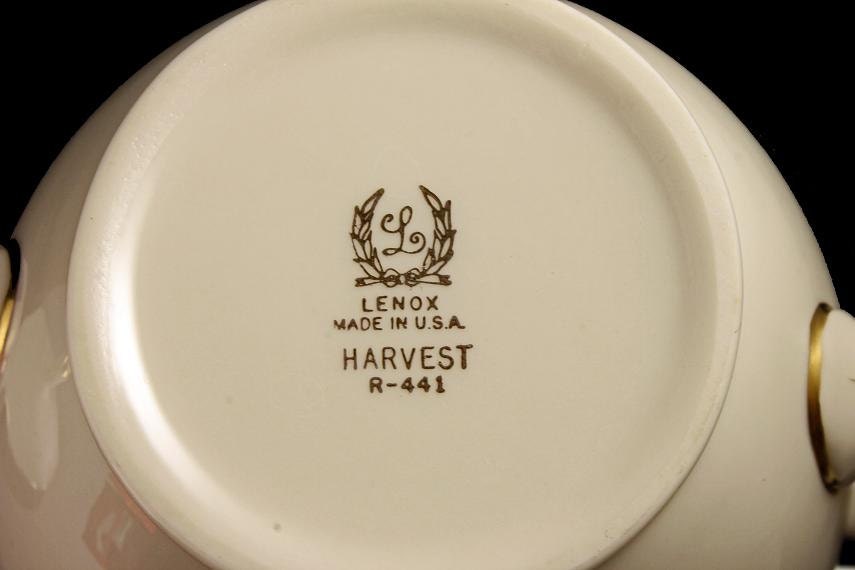 L
LENOX
MADE IN U.S.A.
HARVEST
R-441